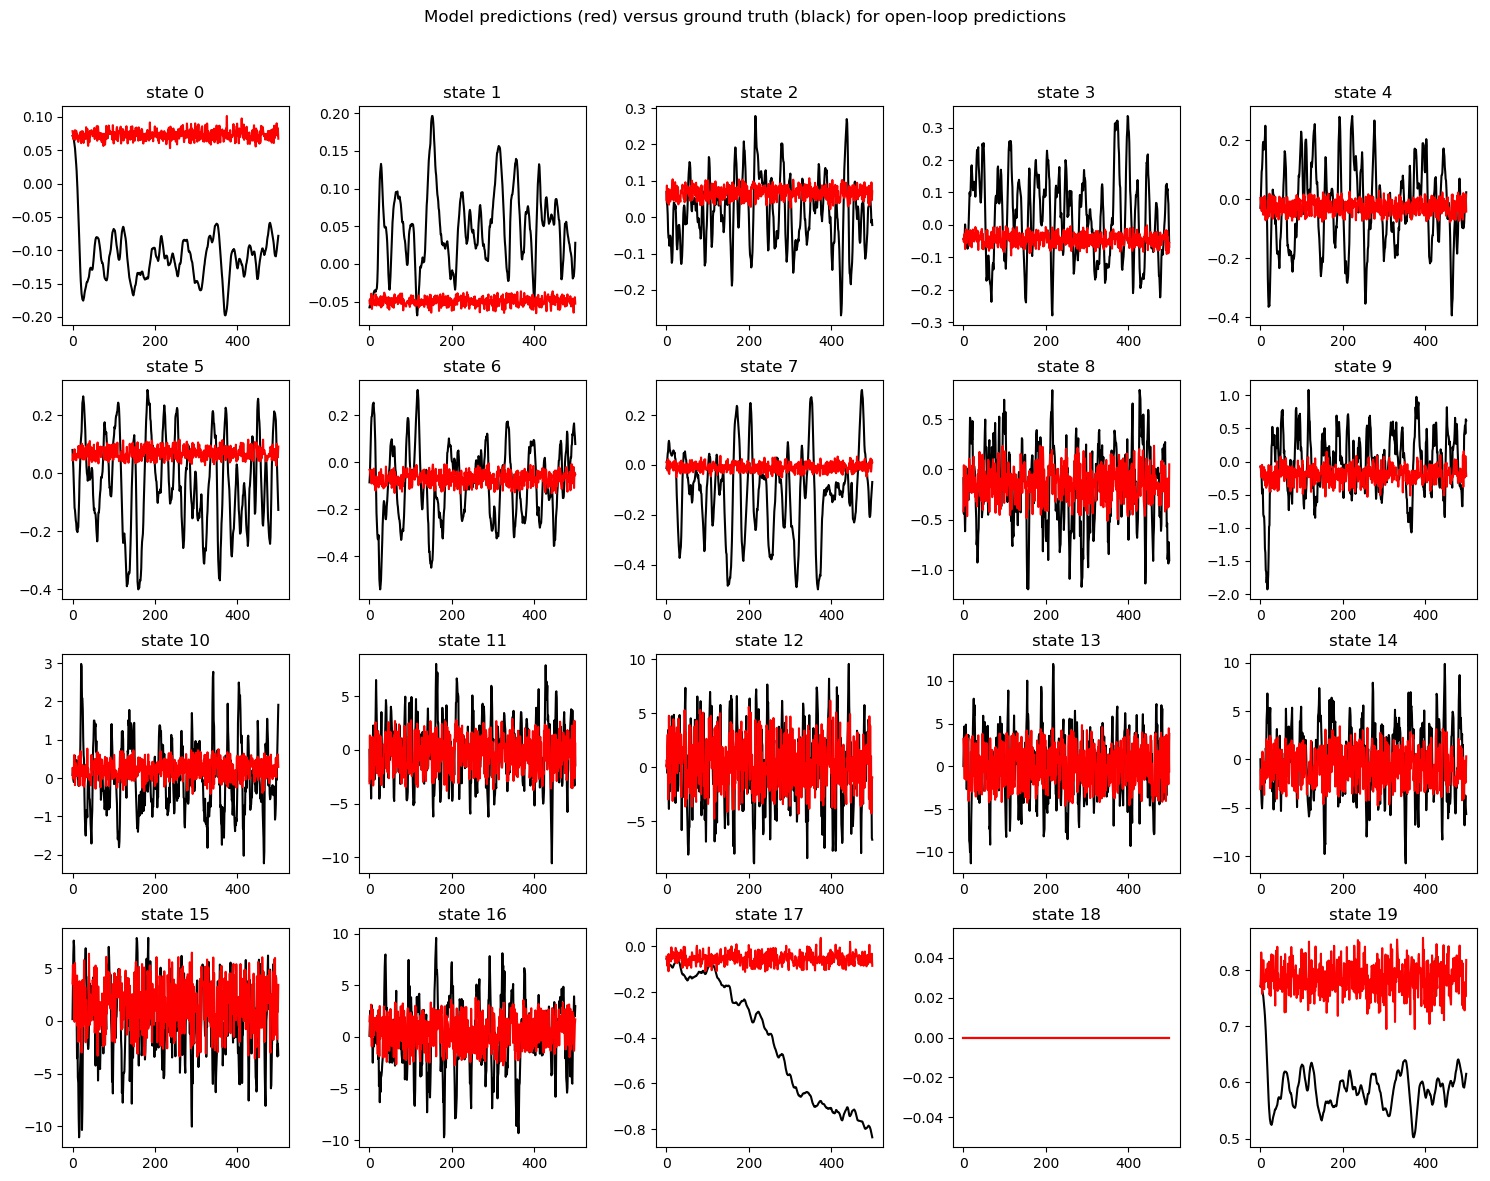 Model predictions (red) versus ground truth (black) for open-loop predictions
state 0 state 1 state 2 state 3 state 4
0.10 0.05 0.00 −0.05 −0.10 −0.15 −0.20
0 200 400
0.20 0.15 0.10 0.05 0.00 −0.05
0 200 400
0.3 0.2 0.1 0.0 −0.1 −0.2
0 200 400
0.3 0.2 0.1 0.0 −0.1 −0.2 −0.3
0 200 400
0.2 0.0 −0.2 −0.4
0 200 400
state 5 state 6 state 7 state 8 state 9
0.2 0.0 −0.2 −0.4
0 200 400
0.2 0.0 −0.2 −0.4
0 200 400
0.2 0.0 −0.2 −0.4
0 200 400
0.5 0.0 −0.5 −1.0
0 200 400
1.0 0.5 0.0 −0.5 −1.0 −1.5 −2.0
0 200 400
state 10 state 11 state 12 state 13 state 14
3 2 1 0 −1 −2
0 200 400
5 0 −5 −10
0 200 400
10 5 0 −5
0 200 400
10 5 0 −5 −10
0 200 400
10 5 0 −5 −10
0 200 400
state 15 state 16 state 17 state 18 state 19
5 0 −5 −10
0 200 400
10 5 0 −5 −10
0 200 400
0.0 −0.2 −0.4 −0.6 −0.8
0 200 400
0.04 0.02 0.00 −0.02 −0.04
0 200 400
0.8 0.7 0.6 0.5
0 200 400